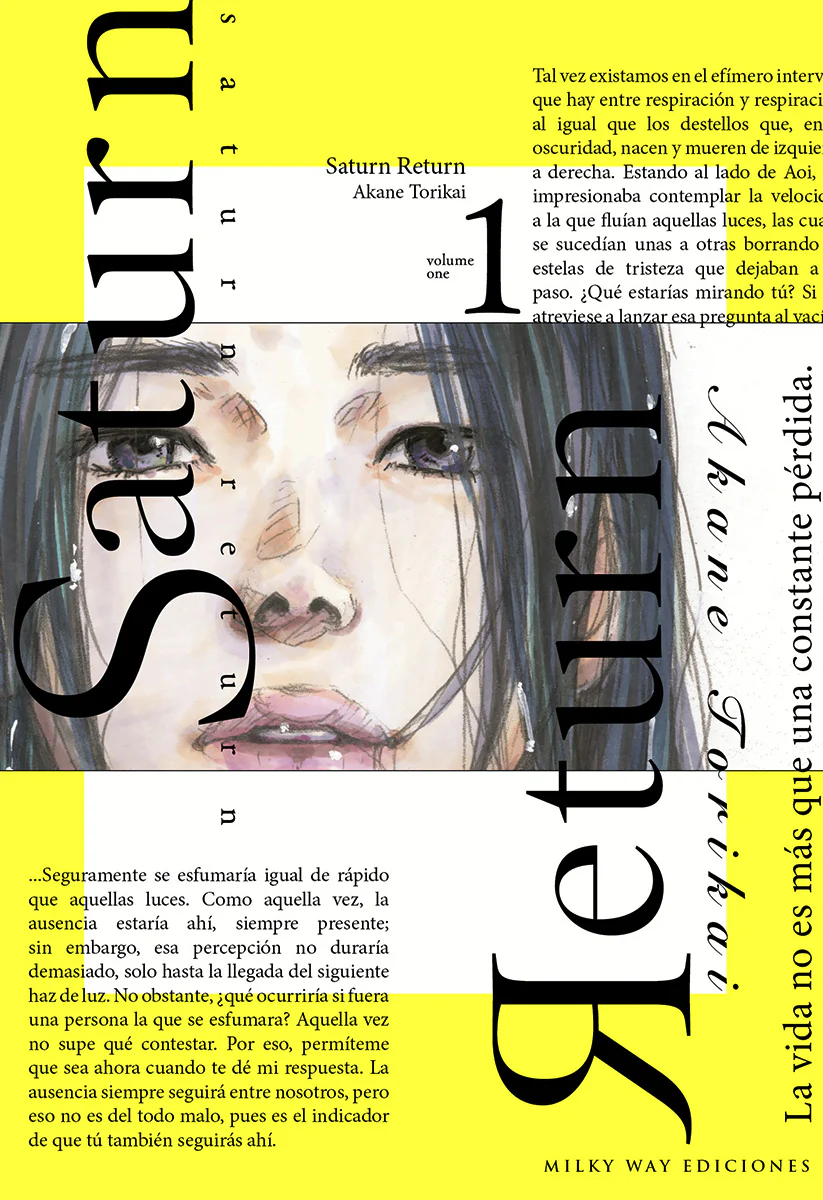 Saturn
saturn return
Saturn Return
Akane Torikai
volume
one
1
Tal vez existamos en el efímero interv
que hay entre respiración y respiraci
al igual que los destellos que, en
oscuridad, nacen y mueren de izquie
a derecha. Estando al lado de Aoi,
impresionaba contemplar la velocid
a la que fluían aquellas luces, las cua
se sucedían unas a otras borrando
estelas de tristeza que dejaban a
paso. ¿Qué estarías mirando tú? Si
atreviese a lanzar esa pregunta al vací
Return
Akane Torikai
La vida no es más que una constante pérdida.
...Seguramente se esfumaría igual de rápido
que aquellas luces. Como aquella vez, la
ausencia estaría ahí, siempre presente;
sin embargo, esa percepción no duraría
demasiado, solo hasta la llegada del siguiente
haz de luz. No obstante, ¿qué ocurriría si fuera
una persona la que se esfumara? Aquella vez
no supe qué contestar. Por eso, permíteme
que sea ahora cuando te dé mi respuesta. La
ausencia siempre seguirá entre nosotros, pero
eso no es del todo malo, pues es el indicador
de que tú también seguirás ahí.
MILKY WAY EDICIONES